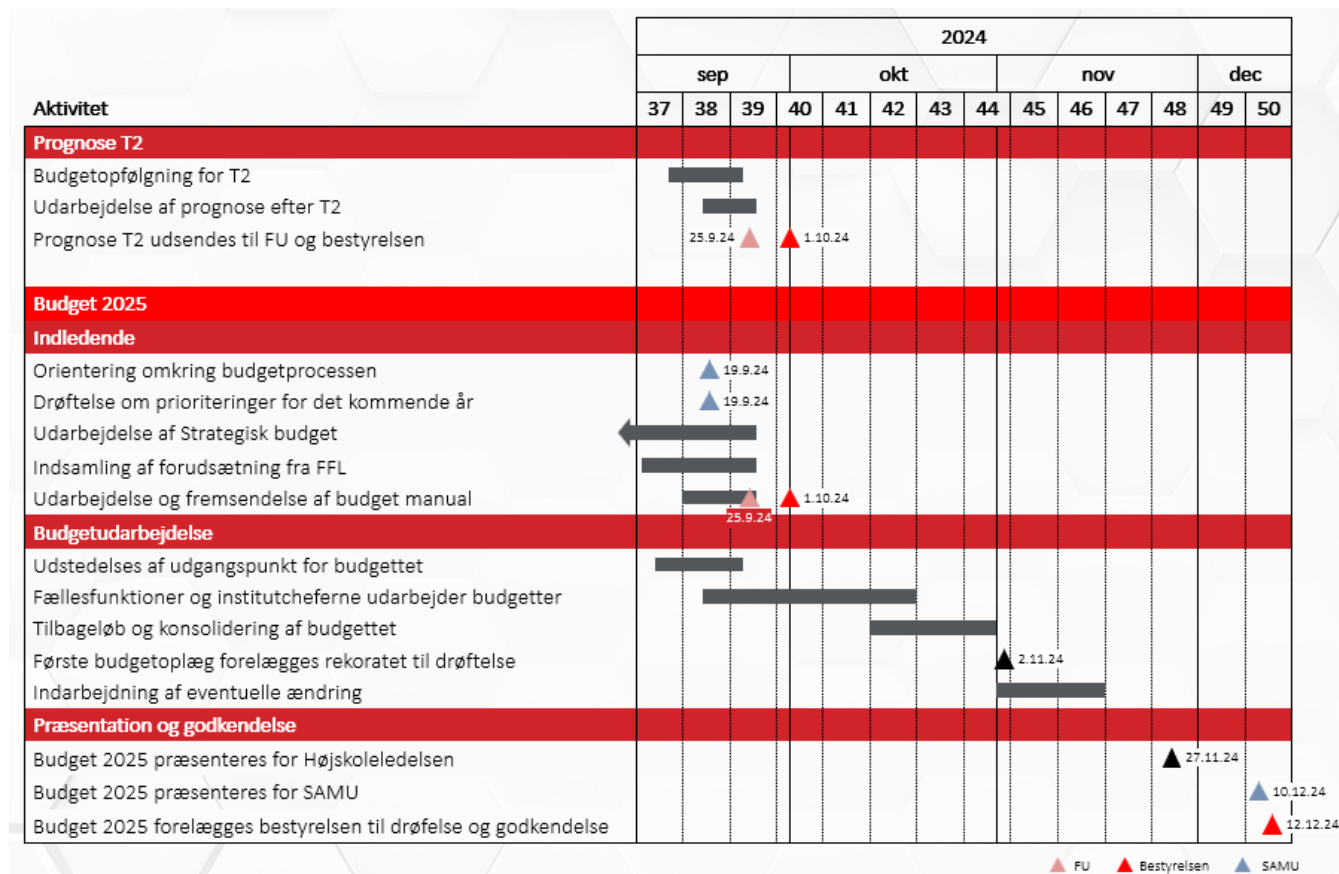 2024
sep okt nov dec
Aktivitet 37 38 39 40 41 42 43 44 45 46 47 48 49 50
Prognose T2
Budgetopfølgning for T2
Udarbejdelse af prognose efter T2
Prognose T2 udsendes til FU og bestyrelsen 25.9.24 1.10.24
Budget 2025
Indledende
Orientering omkring budgetprocessen 19.9.24
Drøftelse om prioriteringer for det kommende år 19.9.24
Udarbejdelse af Strategisk budget
Indsamling af forudsætning fra FFL
Udarbejdelse og fremsendelse af budget manual 1.10.24
25.9.24
Budgetudarbejdelse
Udstedelses af udgangspunkt for budgettet
Fællesfunktioner og institutcheferne udarbejder budgetter
Tilbageløb og konsolidering af budgettet
Første budgetoplæg forelægges rekoratet til drøftelse 2.11.24
Indarbejdning af eventuelle ændring
Præsentation og godkendelse
Budget 2025 præsenteres for Højskoleledelsen 27.11.24
Budget 2025 præsenteres for SAMU 10.12.24
Budget 2025 forelægges bestyrelsen til drøfelse og godkendelse 12.12.24
FU Bestyrelsen SAMU